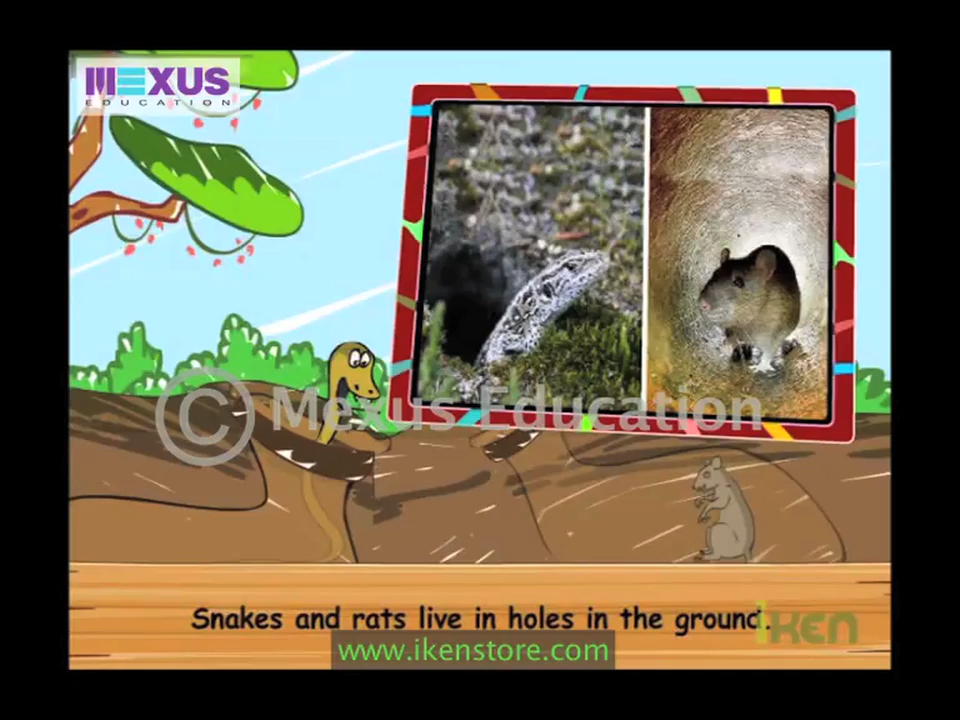 MEXUS
EDUCATION
© Mexus Education
Snakes and rats live in holes in the ground.
iKEN
www.ikenstore.com